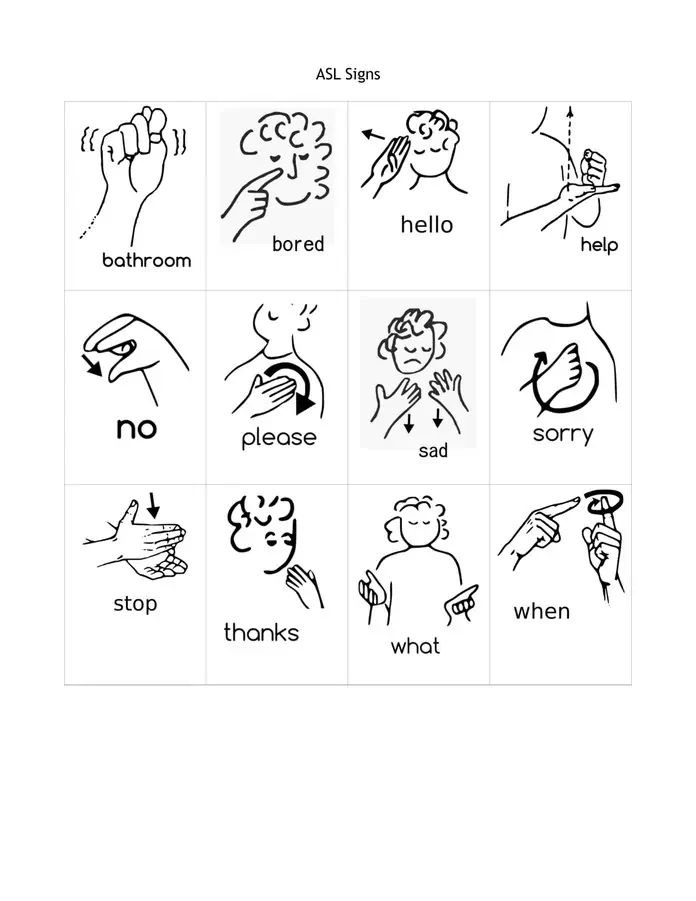 ASL Signs
bathroom
bored
hello
help
no
please
sad
sorry
stop
thanks
what
when